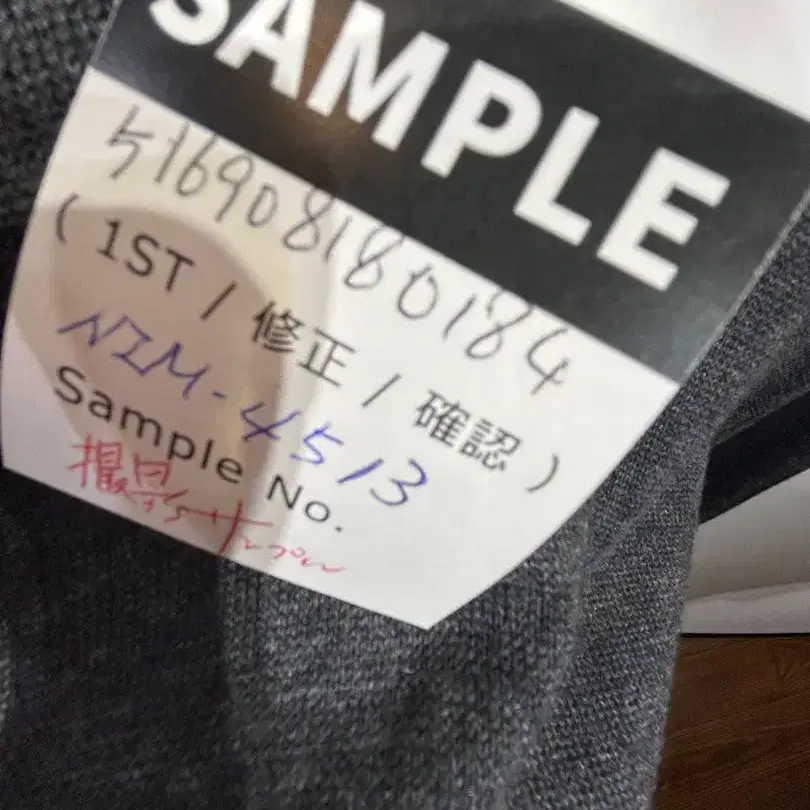 SAMPLE
516908180184
( 1ST / 修正 / 確認 )
NIM-4513
Sample No.
撮影サンプル